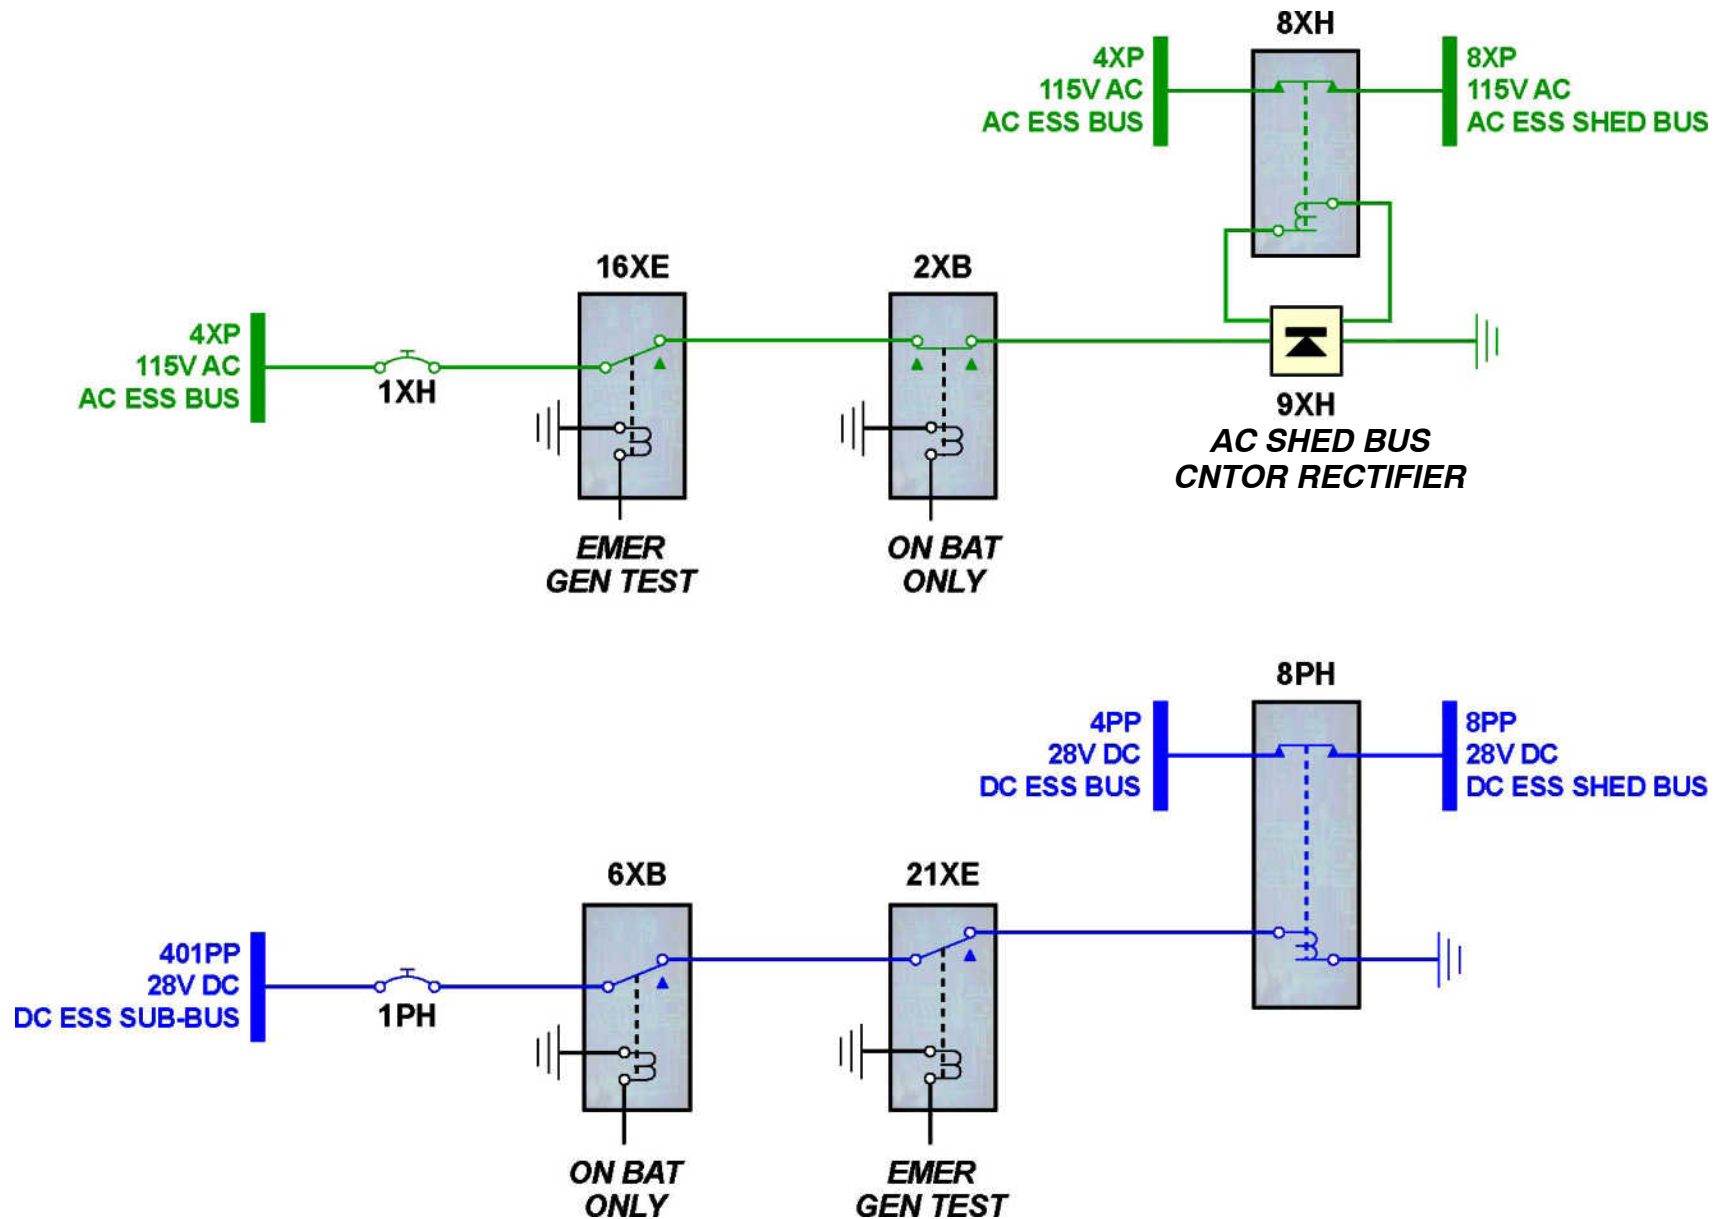 8XH
4XP
115V AC
AC ESS BUS
8XP
115V AC
AC ESS SHED BUS
16XE
2XB
4XP
115V AC
AC ESS BUS
1XH
9XH
AC SHED BUS
CNTOR RECTIFIER
EMER
GEN TEST
ON BAT
ONLY
8PH
4PP
28V DC
DC ESS BUS
8PP
28V DC
DC ESS SHED BUS
6XB
21XE
401PP
28V DC
DC ESS SUB-BUS
1PH
ON BAT
ONLY
EMER
GEN TEST